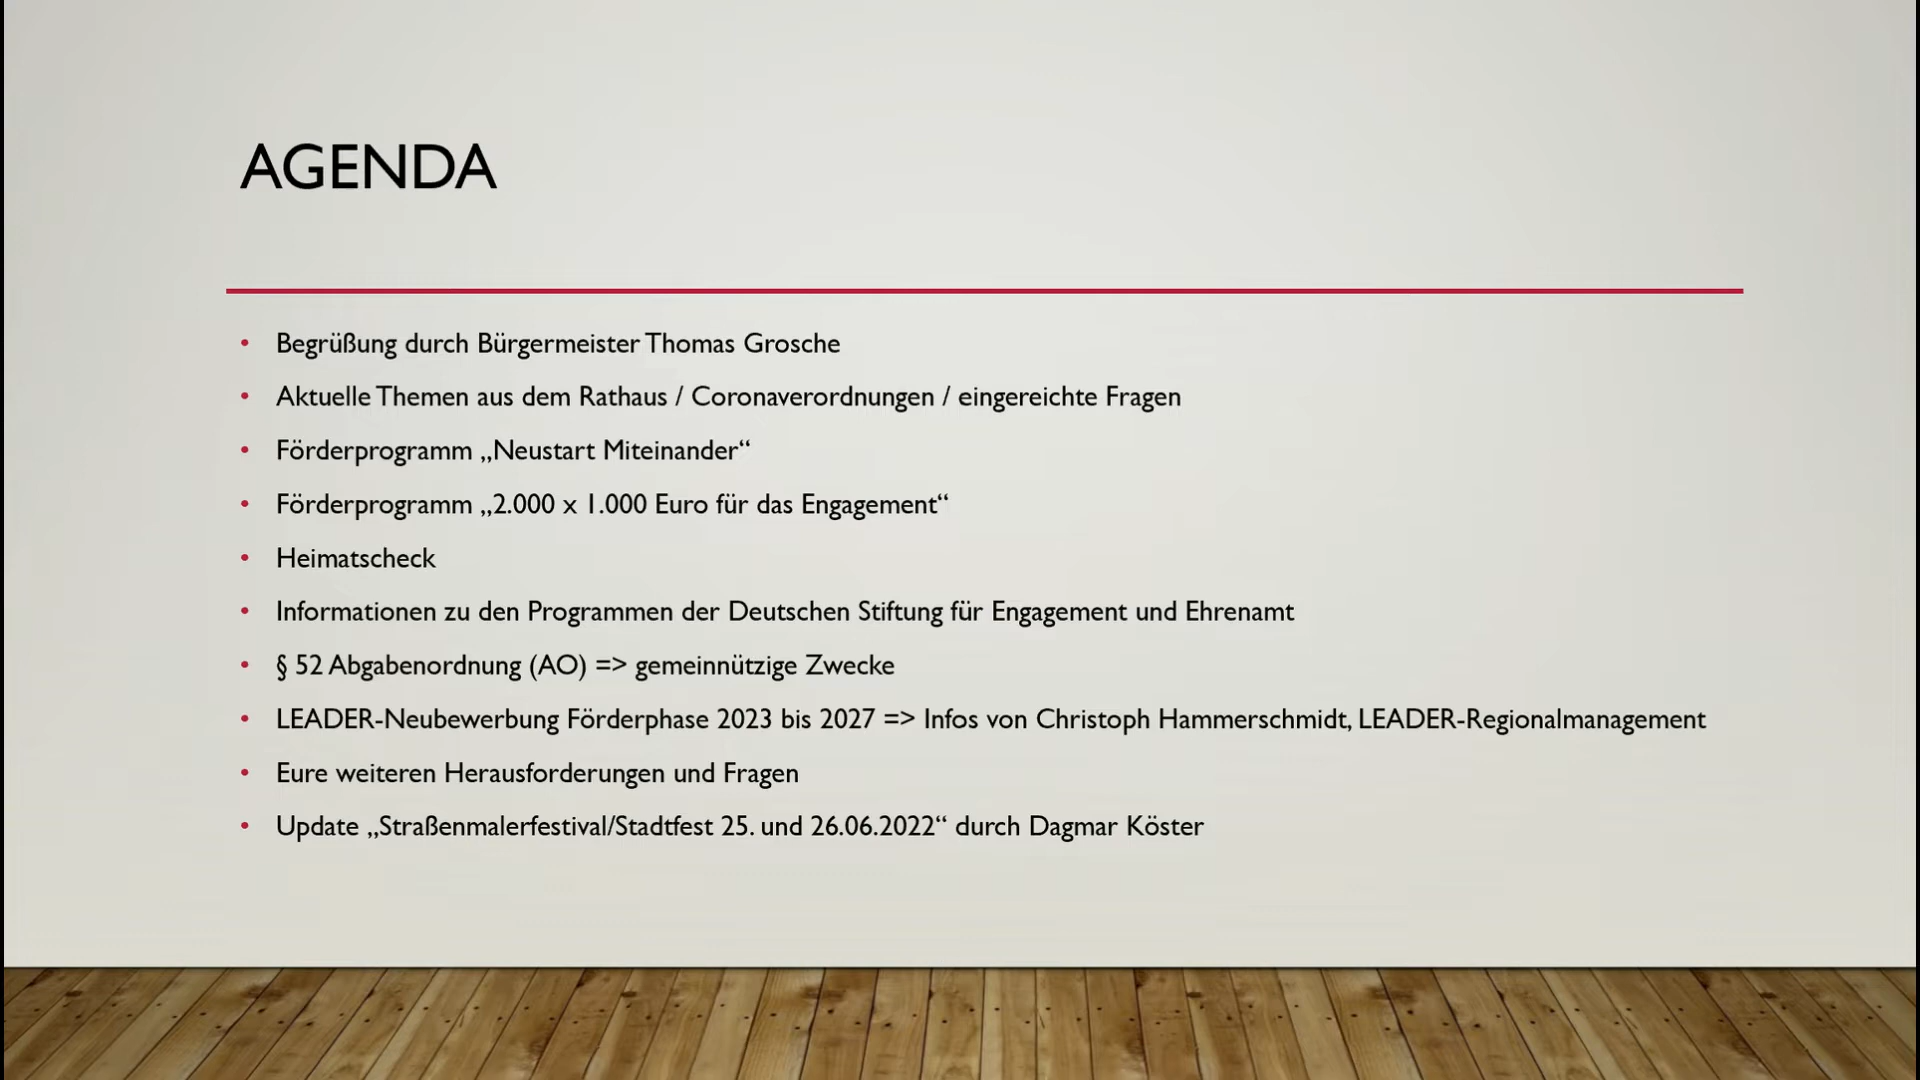 AGENDA
• Begrüßung durch Bürgermeister Thomas Grosche
• Aktuelle Themen aus dem Rathaus / Coronaverordnungen / eingereichte Fragen
• Förderprogramm „Neustart Miteinander“
• Förderprogramm „2.000 x 1.000 Euro für das Engagement“
• Heimatscheck
• Informationen zu den Programmen der Deutschen Stiftung für Engagement und Ehrenamt
• § 52 Abgabenordnung (AO) => gemeinnützige Zwecke
• LEADER-Neubewerbung Förderphase 2023 bis 2027 => Infos von Christoph Hammerschmidt, LEADER-Regionalmanagement
• Eure weiteren Herausforderungen und Fragen
• Update „Straßenmalerfestival/Stadtfest 25. und 26.06.2022“ durch Dagmar Köster